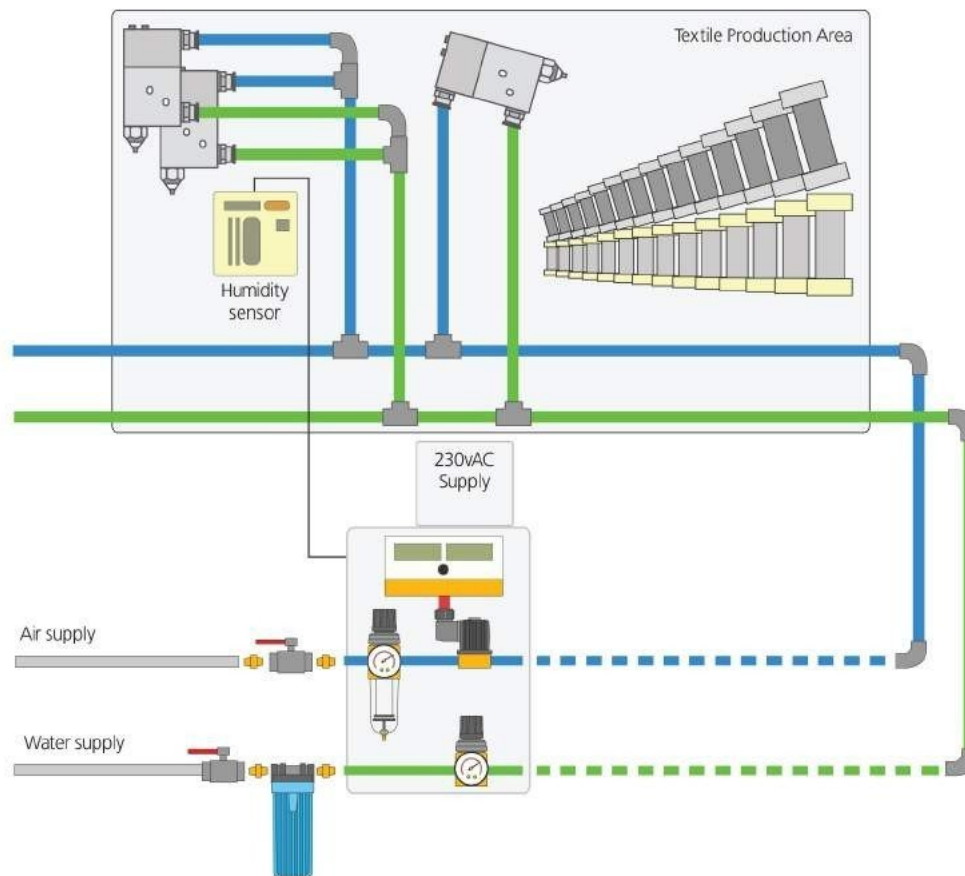 Textile Production Area
Humidity
sensor
230vAC
Supply
Air supply
Water supply